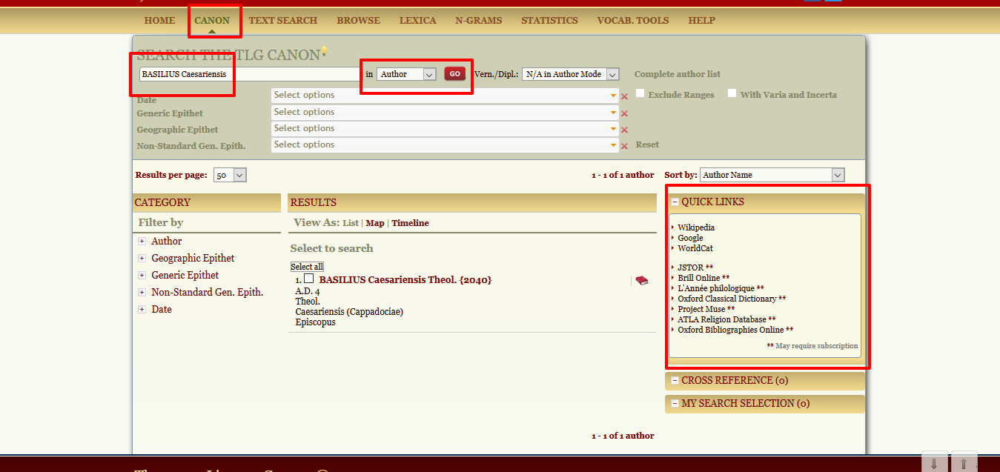 HOME CANON TEXT SEARCH BROWSE LEXICA N-GRAMS STATISTICS VOCAB. TOOLS HELP
SEARCH THE TLG CANON
BASILIUS Caesariensis in Author GO Vern./Dipl.: N/A in Author Mode Complete author list
Date Select options Exclude Ranges With Varia and Incerta
Generic Epithet Select options
Geographic Epithet Select options
Non-Standard Gen. Epith. Select options Reset
Results per page: 50 1 - 1 of 1 author Sort by: Author Name
CATEGORY
Filter by
Author
Geographic Epithet
Generic Epithet
Non-Standard Gen. Epith.
Date
RESULTS
View As: List | Map | Timeline
Select to search
Select all
1. BASILIUS Caesariensis Theol. {2040}
A.D. 4
Theol.
Caesariensis (Cappadociae)
Episcopus
QUICK LINKS
Wikipedia
Google
WorldCat
JSTOR **
Brill Online **
L'Année philologique **
Oxford Classical Dictionary **
Project Muse **
ATLA Religion Database **
Oxford Bibliographies Online **
** May require subscription
CROSS REFERENCE (0)
MY SEARCH SELECTION (0)
1 - 1 of 1 author